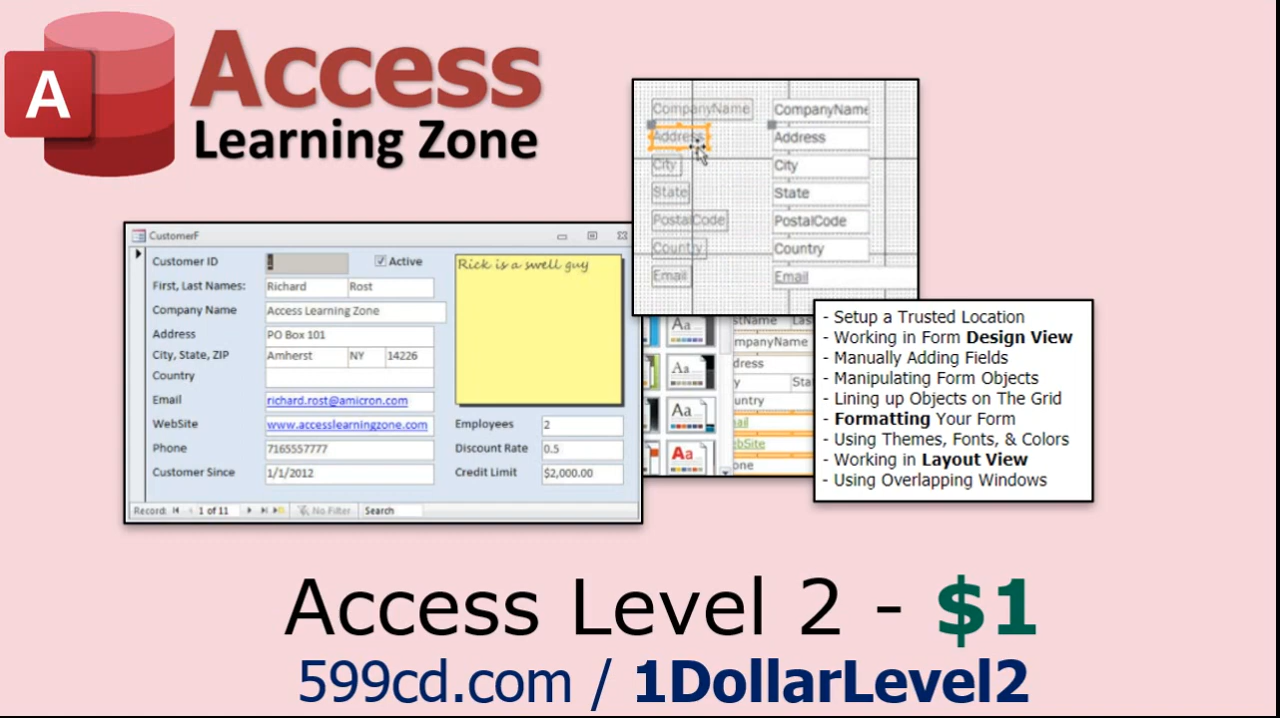 A
Access
Learning Zone
CompanyName CompanyName
Address Address
City City
State State
PostalCode PostalCode
Country Country
Email Email
CustomerF
Customer ID Active
First, Last Names: Richard Rost
Company Name Access Learning Zone
Address PO Box 101
City, State, ZIP Amherst NY 14226
Country
Email richard.rost@amicron.com
WebSite www.accesslearningzone.com
Phone 7165557777
Customer Since 1/1/2012
Rick is a swell guy
Employees 2
Discount Rate 0.5
Credit Limit $2,000.00
Record: 1 of 11 No Filter Search
Aa
Aa
Aa
Aa
- Setup a Trusted Location
- Working in Form Design View
- Manually Adding Fields
- Manipulating Form Objects
- Lining up Objects on The Grid
- Formatting Your Form
- Using Themes, Fonts, & Colors
- Working in Layout View
- Using Overlapping Windows
Access Level 2 - $1
599cd.com / 1DollarLevel2